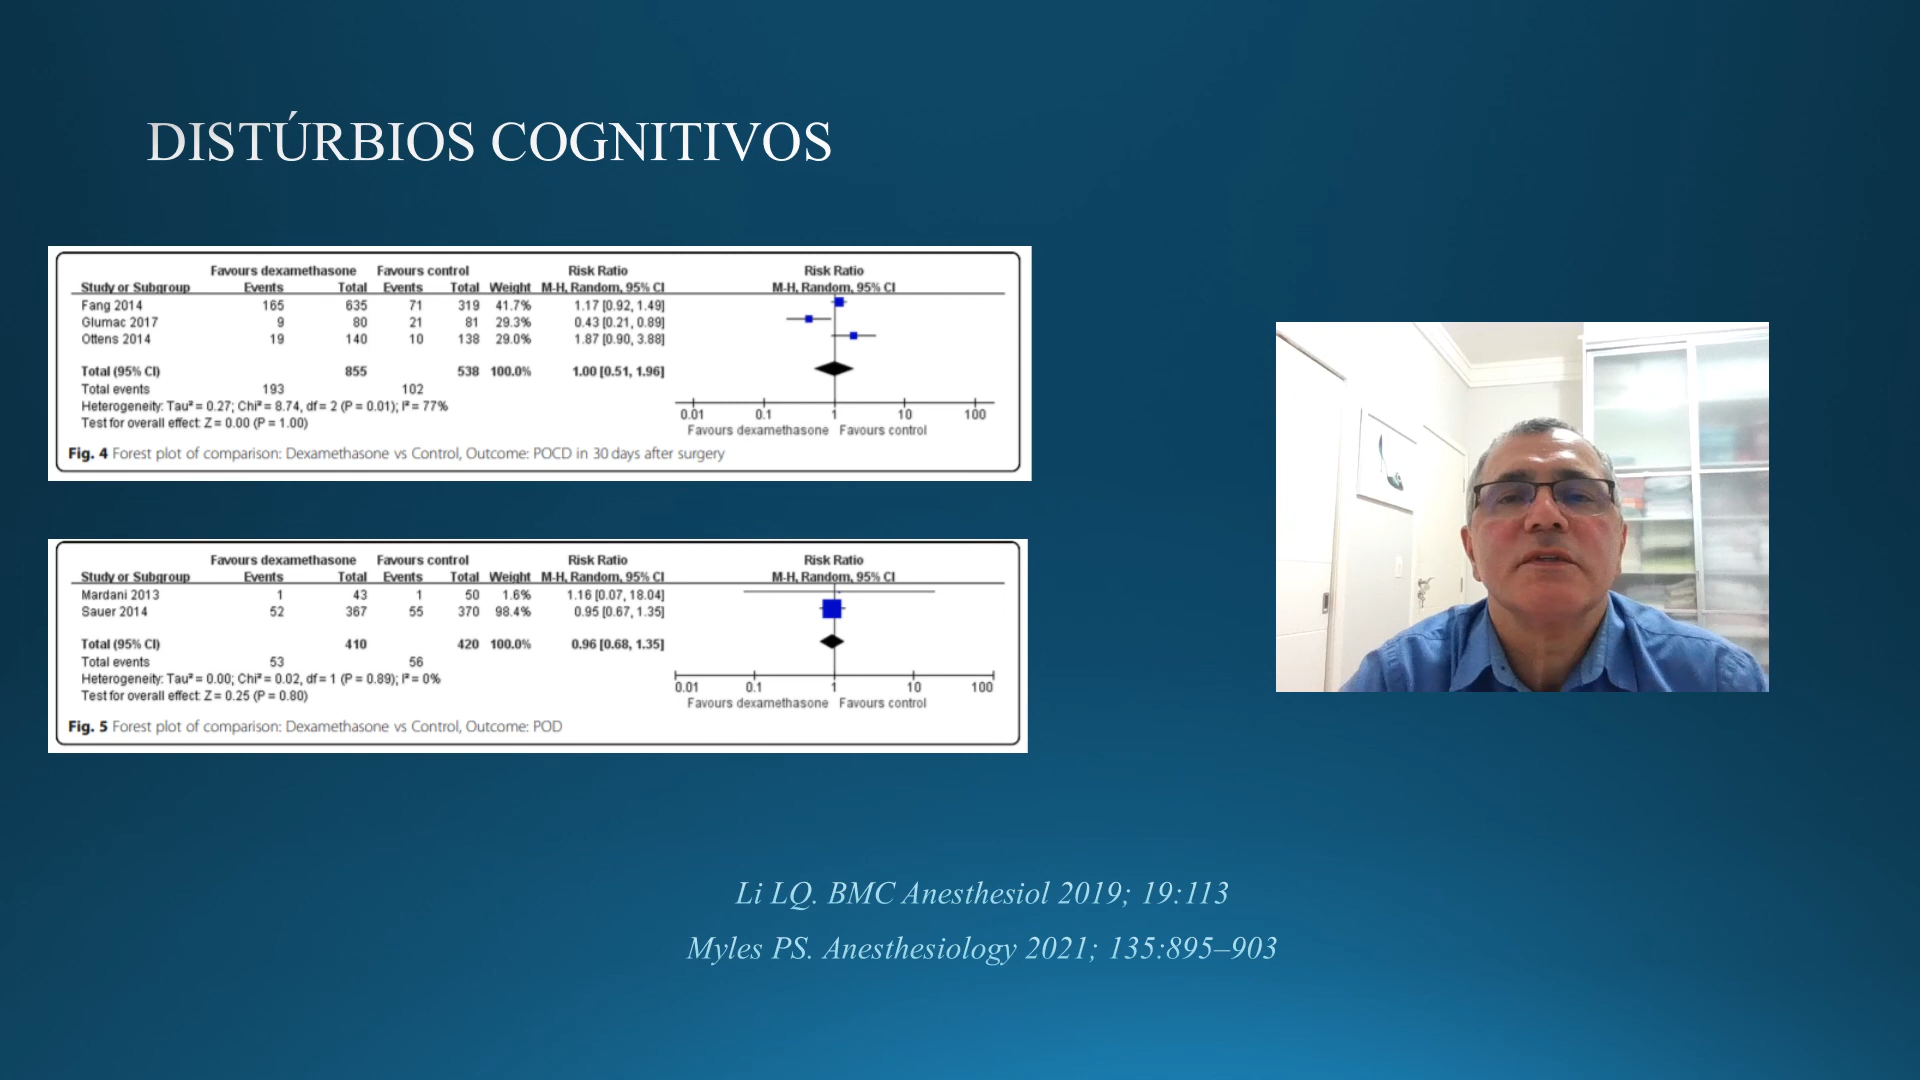 DISTÚRBIOS COGNITIVOS
Favours dexamethasone Favours control Risk Ratio Risk Ratio
Study or Subgroup Events Total Events Total Weight M-H, Random, 95% CI M-H, Random, 95% CI
Fang 2014 165 635 71 319 41.7% 1.17 [0.92, 1.49]
Glumac 2017 9 80 21 81 29.3% 0.43 [0.21, 0.89]
Ottens 2014 19 140 10 138 29.0% 1.87 [0.90, 3.88]
Total (95% CI) 855 538 100.0% 1.00 [0.51, 1.96]
Total events 193 102
Heterogeneity: Tau² = 0.27; Chi² = 8.74, df = 2 (P = 0.01); I² = 77%
Test for overall effect: Z = 0.00 (P = 1.00)
0.01 0.1 1 10 100
Favours dexamethasone Favours control
Fig. 4 Forest plot of comparison: Dexamethasone vs Control, Outcome: POCD in 30 days after surgery
Favours dexamethasone Favours control Risk Ratio Risk Ratio
Study or Subgroup Events Total Events Total Weight M-H, Random, 95% CI M-H, Random, 95% CI
Mardani 2013 1 43 1 50 1.6% 1.16 [0.07, 18.04]
Sauer 2014 52 367 55 370 98.4% 0.95 [0.67, 1.35]
Total (95% CI) 410 420 100.0% 0.96 [0.68, 1.35]
Total events 53 56
Heterogeneity: Tau² = 0.00; Chi² = 0.02, df = 1 (P = 0.89); I² = 0%
Test for overall effect: Z = 0.25 (P = 0.80)
0.01 0.1 1 10 100
Favours dexamethasone Favours control
Fig. 5 Forest plot of comparison: Dexamethasone vs Control, Outcome: POD
Li LQ. BMC Anesthesiol 2019; 19:113
Myles PS. Anesthesiology 2021; 135:895–903